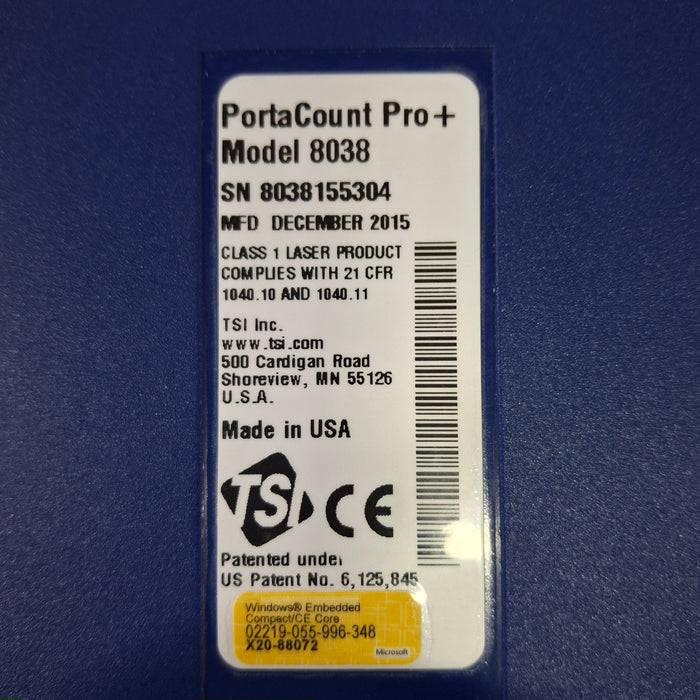 PortaCount Pro+
Model 8038
SN 8038155304
MFD DECEMBER 2015
CLASS 1 LASER PRODUCT
COMPLIES WITH 21 CFR
1040.10 AND 1040.11
TSI Inc.
www.tsi.com
500 Cardigan Road
Shoreview, MN 55126
U.S.A.
Made in USA
TSI CE
Patented under
US Patent No. 6,125,845
Windows® Embedded
Compact/CE Core
02219-055-996-348
X20-88072
Microsoft